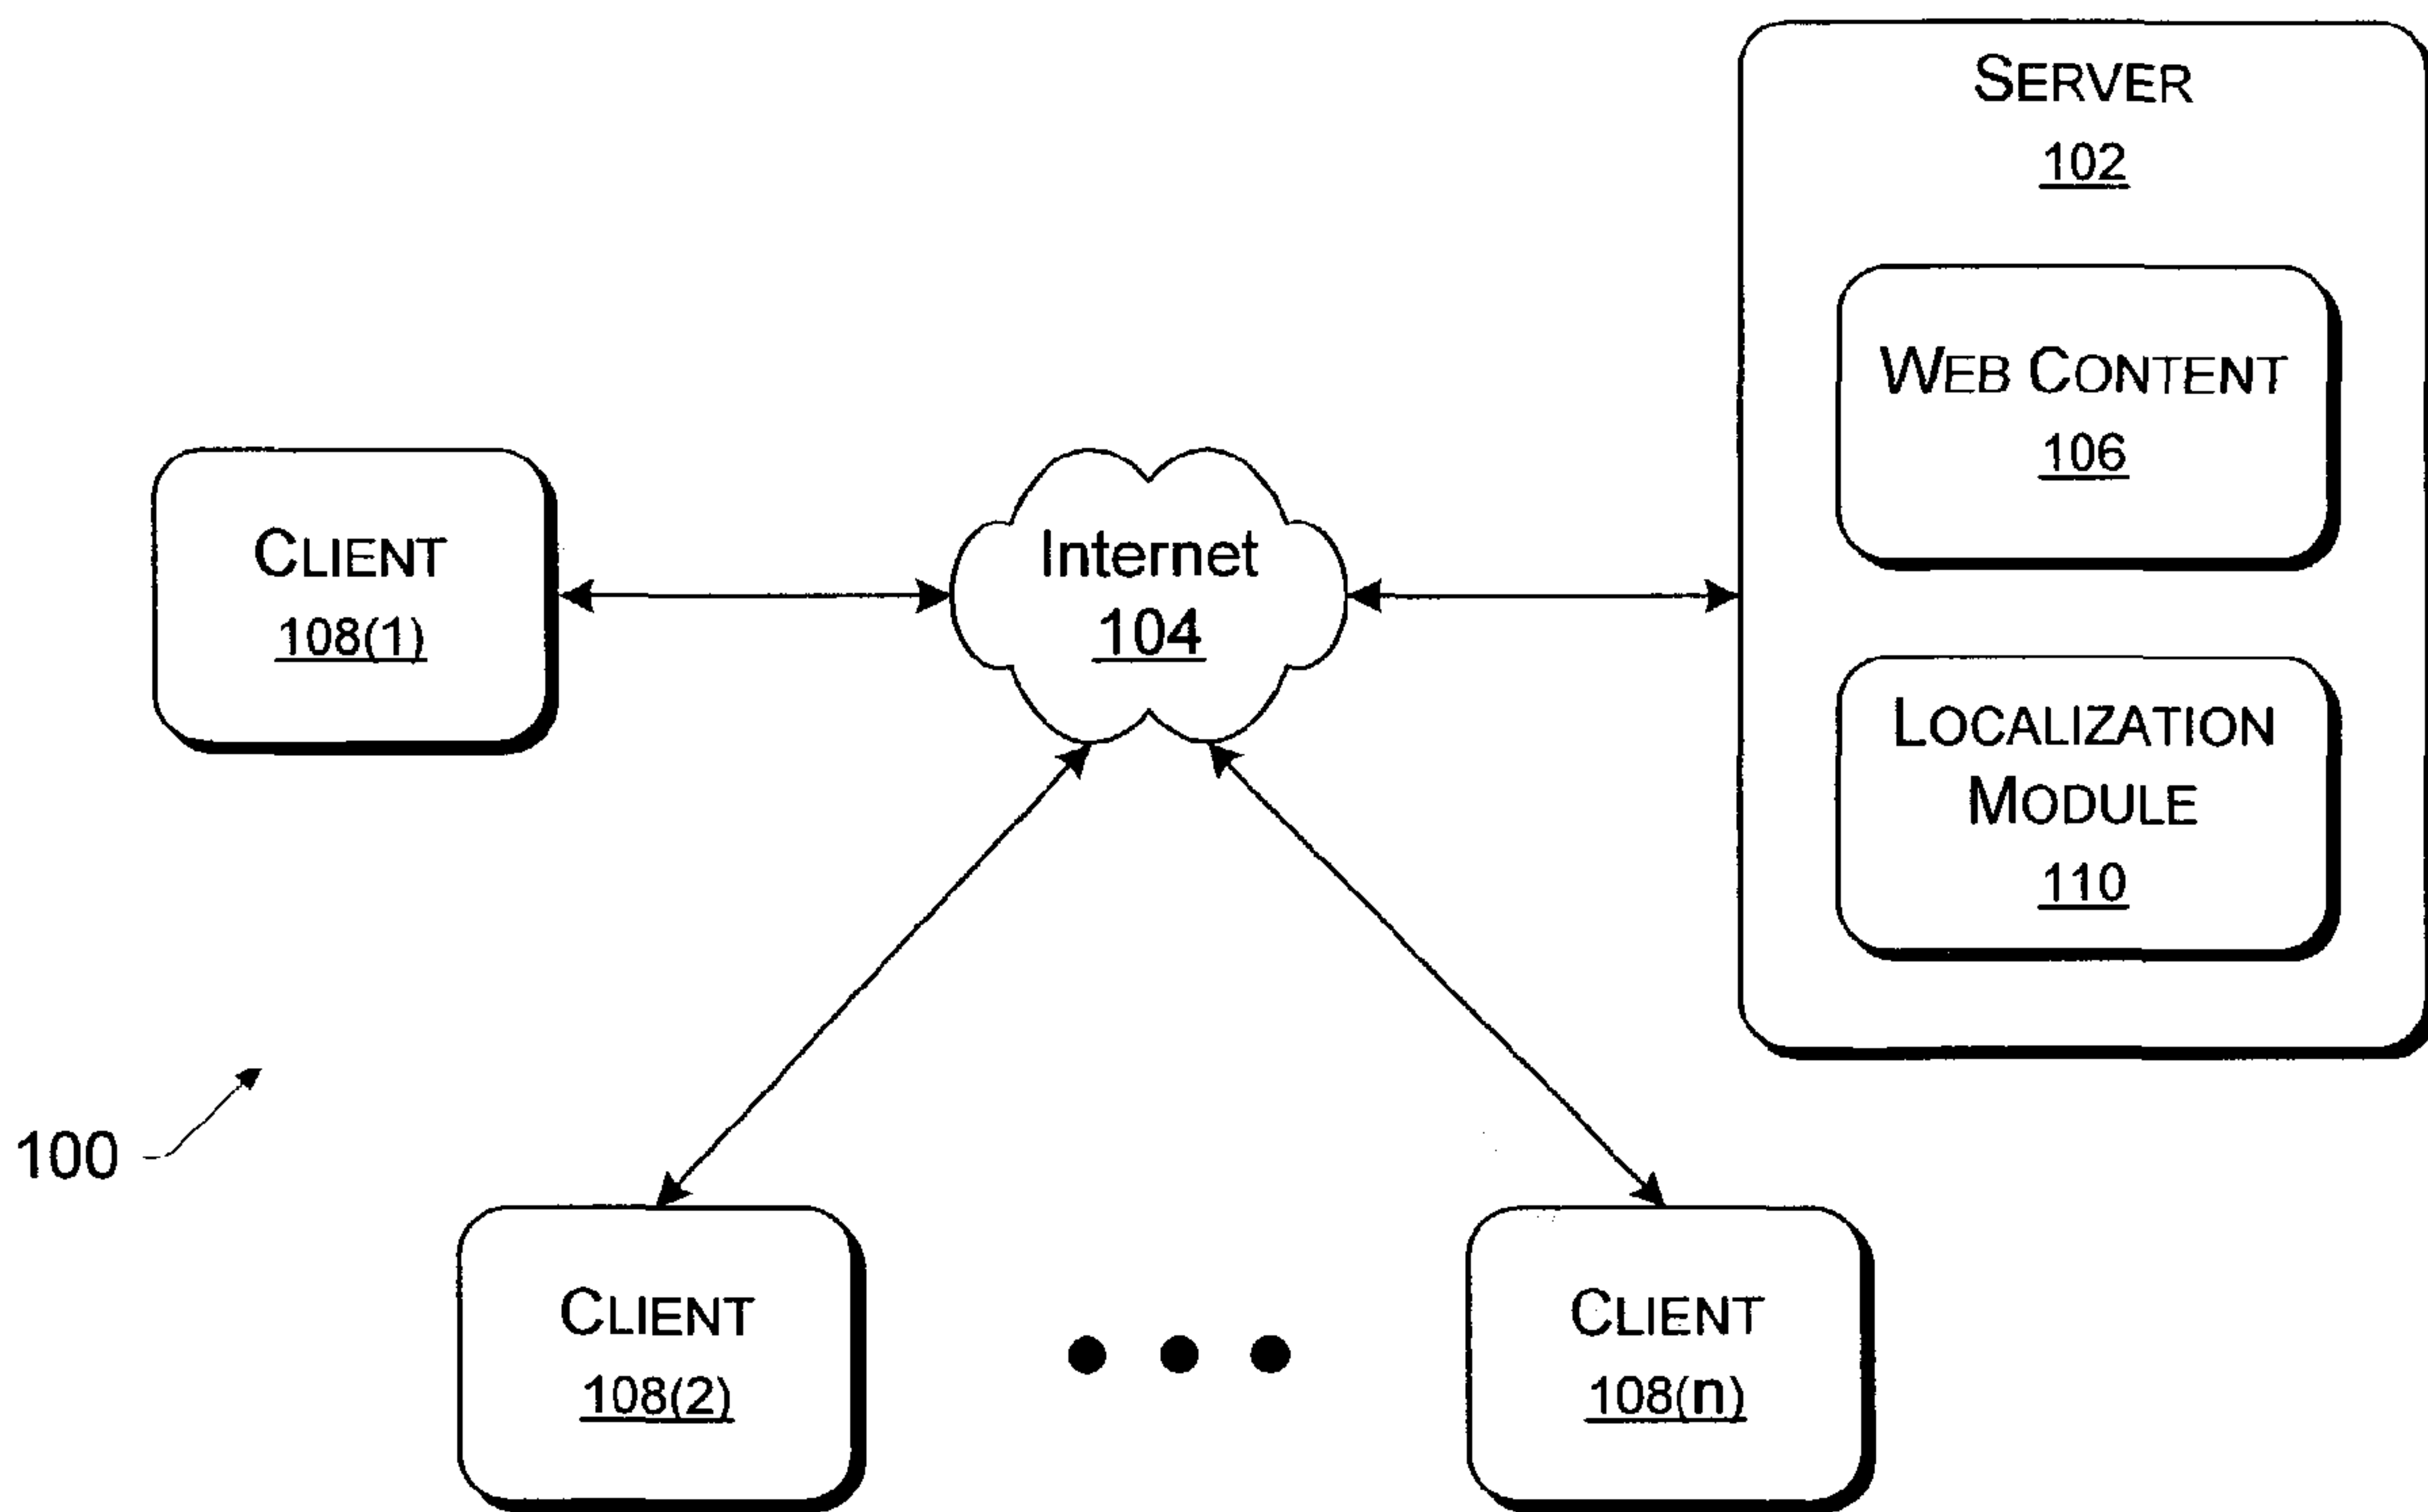 SERVER
102
WEB CONTENT
106
CLIENT
108(1)
Internet
104
LOCALIZATION
MODULE
110
100
CLIENT
108(2)
CLIENT
108(n)